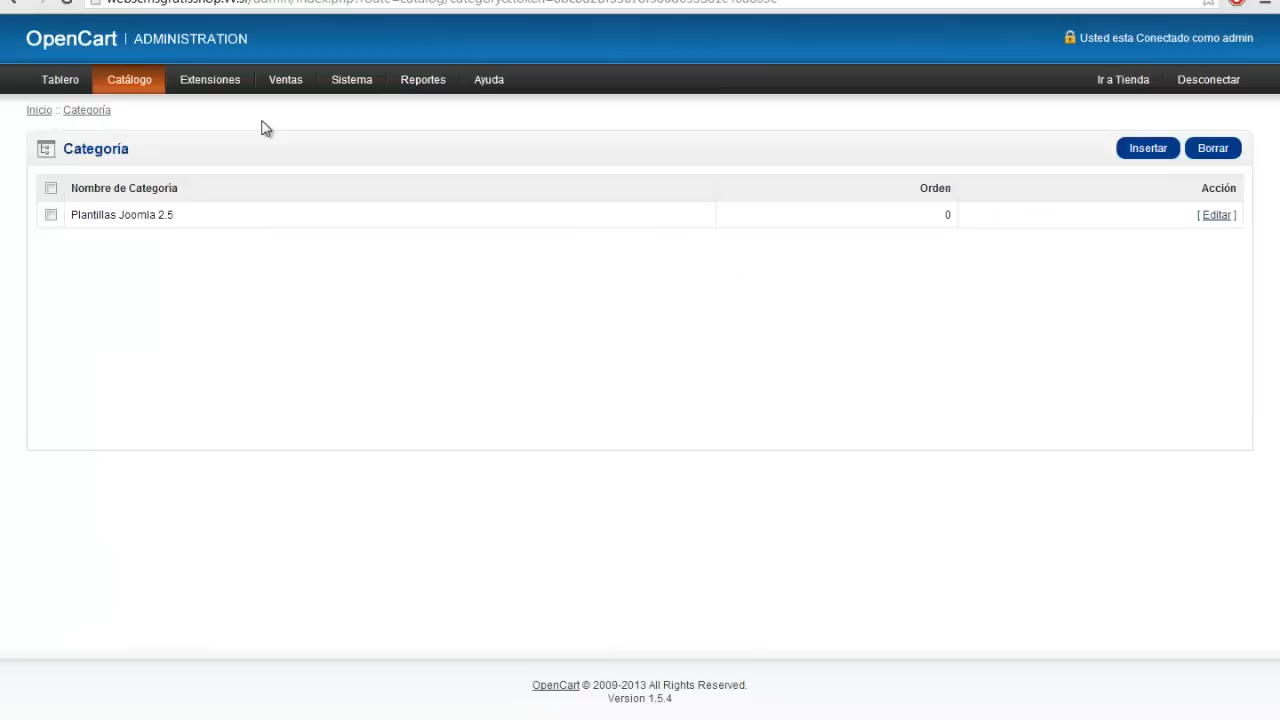 OpenCart | ADMINISTRATION
Usted esta Conectado como admin
Tablero Catálogo Extensiones Ventas Sistema Reportes Ayuda
Ir a Tienda Desconectar
Inicio :: Categoría
Categoría
Insertar Borrar
Nombre de Categoría Orden Acción
Plantillas Joomla 2.5 0 [ Editar ]
OpenCart © 2009-2013 All Rights Reserved.
Version 1.5.4